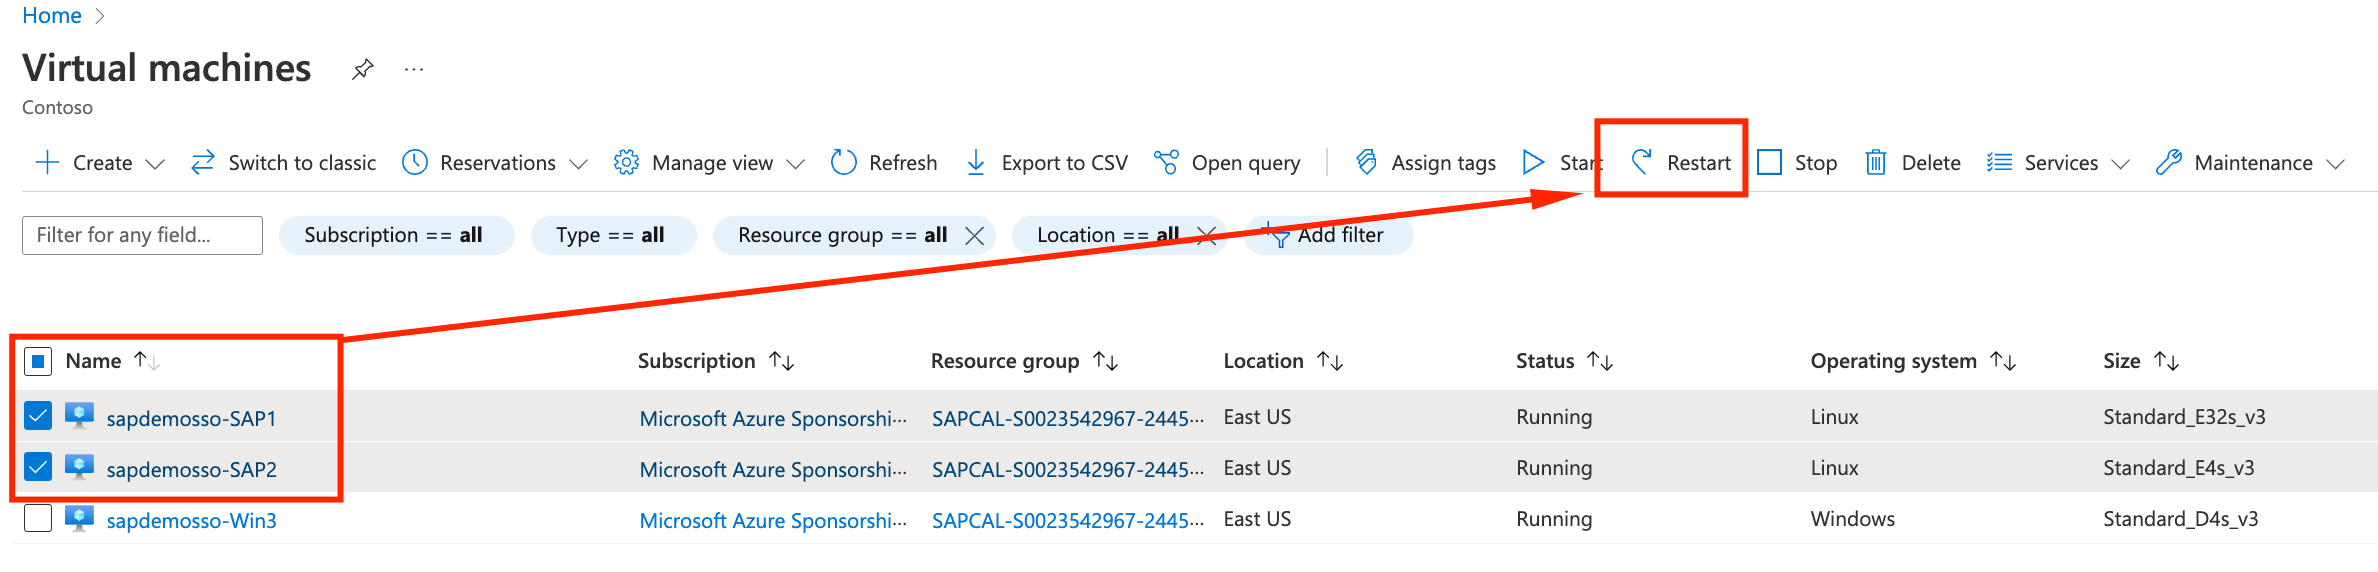 Home
Virtual machines
Contoso
Create Switch to classic Reservations Manage view Refresh Export to CSV Open query Assign tags Start Restart Stop Delete Services Maintenance
Filter for any field... Subscription == all Type == all Resource group == all Location == all Add filter
Name Subscription Resource group Location Status Operating system Size
sapdemosso-SAP1 Microsoft Azure Sponsorshi... SAPCAL-S0023542967-2445... East US Running Linux Standard_E32s_v3
sapdemosso-SAP2 Microsoft Azure Sponsorshi... SAPCAL-S0023542967-2445... East US Running Linux Standard_E4s_v3
sapdemosso-Win3 Microsoft Azure Sponsorshi... SAPCAL-S0023542967-2445... East US Running Windows Standard_D4s_v3